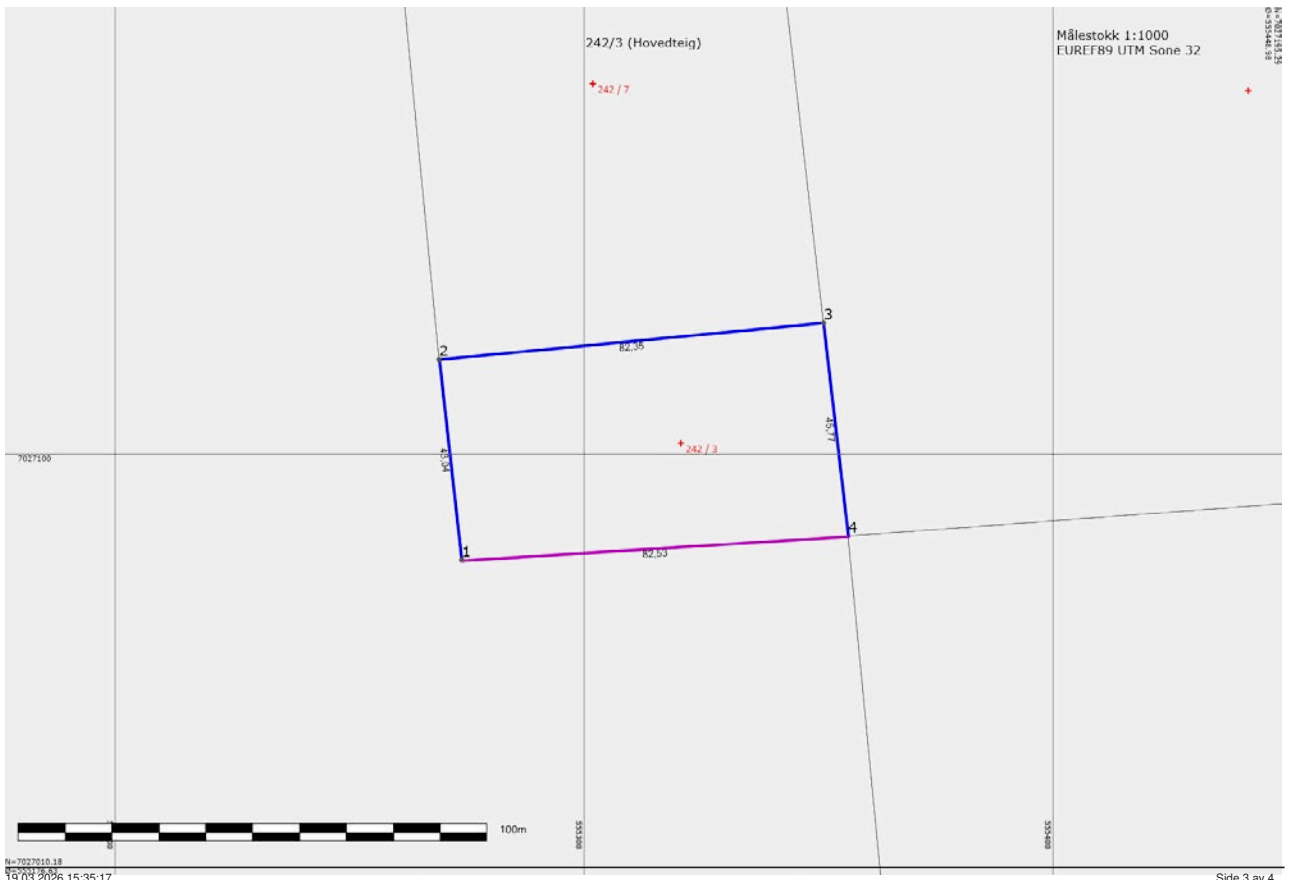 242/3 (Hovedteig)
Målestokk 1:1000
EUREF89 UTM Sone 32
242 / 7
3
2
82,35
45,77
242 / 3
43,04
7027100
4
1
82,53
100m
555300
555400
N=7027010.18
19.03.2026 15:35:17
Side 3 av 4